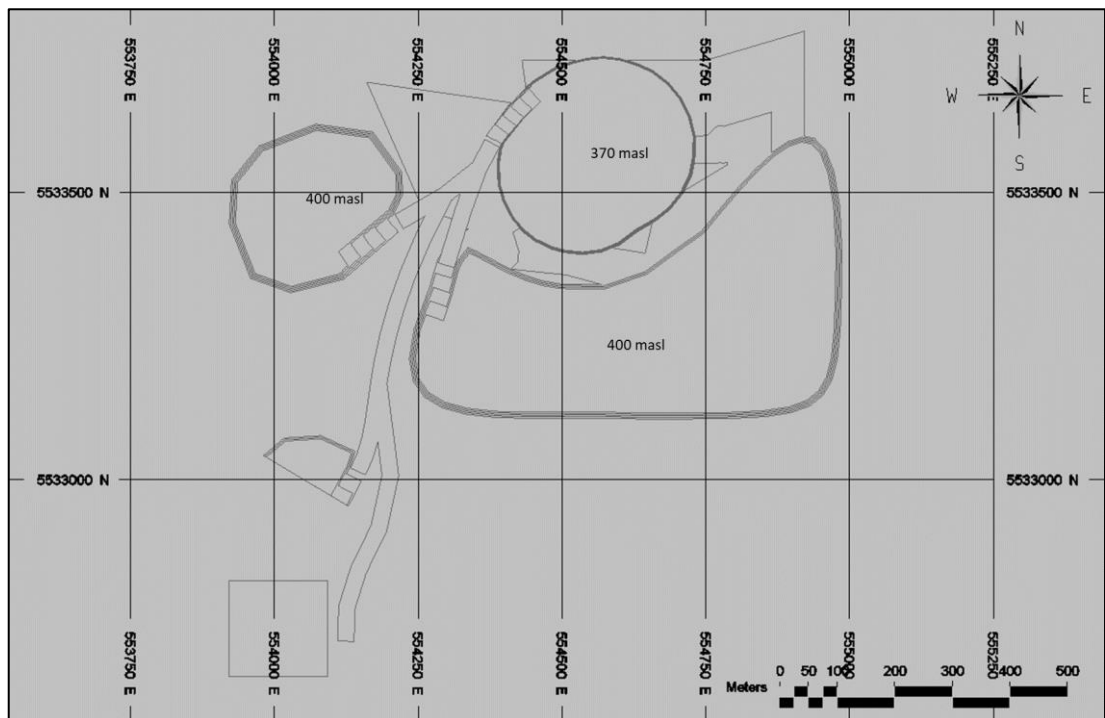 553750 E
554000 E
554250 E
554500 E
554750 E
555000 E
555250 E
N
W
E
S
370 masl
5533500 N
400 masl
5533500 N
400 masl
5533000 N
5533000 N
553750 E
554000 E
554250 E
554500 E
554750 E
555000 E
555250 E
0 50 100 200 300 400 500
Meters